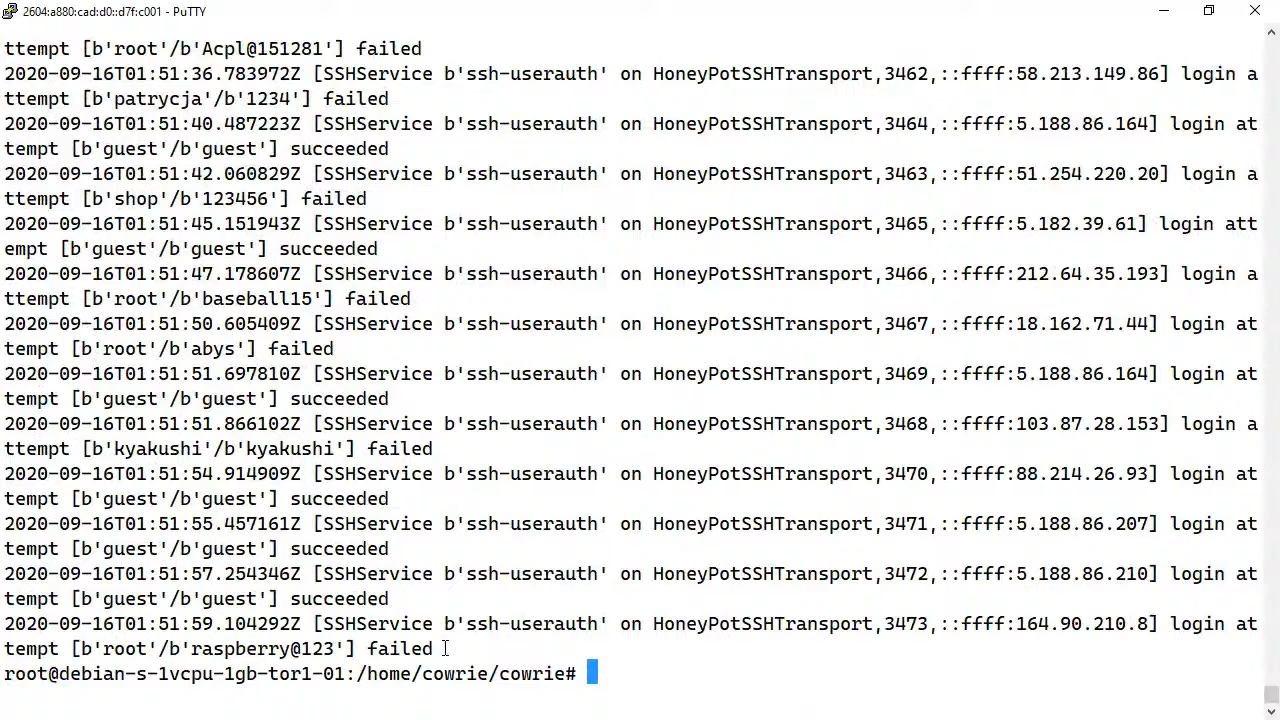 2604:a880:cad:d0::d7f:c001 - PuTTY
ttempt [b'root'/b'Acpl@151281'] failed
2020-09-16T01:51:36.783972Z [SSHService b'ssh-userauth' on HoneyPotSSHTransport,3462,::ffff:58.213.149.86] login a
ttempt [b'patrycja'/b'1234'] failed
2020-09-16T01:51:40.487223Z [SSHService b'ssh-userauth' on HoneyPotSSHTransport,3464,::ffff:5.188.86.164] login at
tempt [b'guest'/b'guest'] succeeded
2020-09-16T01:51:42.060829Z [SSHService b'ssh-userauth' on HoneyPotSSHTransport,3463,::ffff:51.254.220.20] login a
ttempt [b'shop'/b'123456'] failed
2020-09-16T01:51:45.151943Z [SSHService b'ssh-userauth' on HoneyPotSSHTransport,3465,::ffff:5.182.39.61] login att
empt [b'guest'/b'guest'] succeeded
2020-09-16T01:51:47.178607Z [SSHService b'ssh-userauth' on HoneyPotSSHTransport,3466,::ffff:212.64.35.193] login a
ttempt [b'root'/b'baseball15'] failed
2020-09-16T01:51:50.605409Z [SSHService b'ssh-userauth' on HoneyPotSSHTransport,3467,::ffff:18.162.71.44] login at
tempt [b'root'/b'abys'] failed
2020-09-16T01:51:51.697810Z [SSHService b'ssh-userauth' on HoneyPotSSHTransport,3469,::ffff:5.188.86.164] login at
tempt [b'guest'/b'guest'] succeeded
2020-09-16T01:51:51.866102Z [SSHService b'ssh-userauth' on HoneyPotSSHTransport,3468,::ffff:103.87.28.153] login a
ttempt [b'kyakushi'/b'kyakushi'] failed
2020-09-16T01:51:54.914909Z [SSHService b'ssh-userauth' on HoneyPotSSHTransport,3470,::ffff:88.214.26.93] login at
tempt [b'guest'/b'guest'] succeeded
2020-09-16T01:51:55.457161Z [SSHService b'ssh-userauth' on HoneyPotSSHTransport,3471,::ffff:5.188.86.207] login at
tempt [b'guest'/b'guest'] succeeded
2020-09-16T01:51:57.254346Z [SSHService b'ssh-userauth' on HoneyPotSSHTransport,3472,::ffff:5.188.86.210] login at
tempt [b'guest'/b'guest'] succeeded
2020-09-16T01:51:59.104292Z [SSHService b'ssh-userauth' on HoneyPotSSHTransport,3473,::ffff:164.90.210.8] login at
tempt [b'root'/b'raspberry@123'] failed
root@debian-s-1vcpu-1gb-tor1-01:/home/cowrie/cowrie#